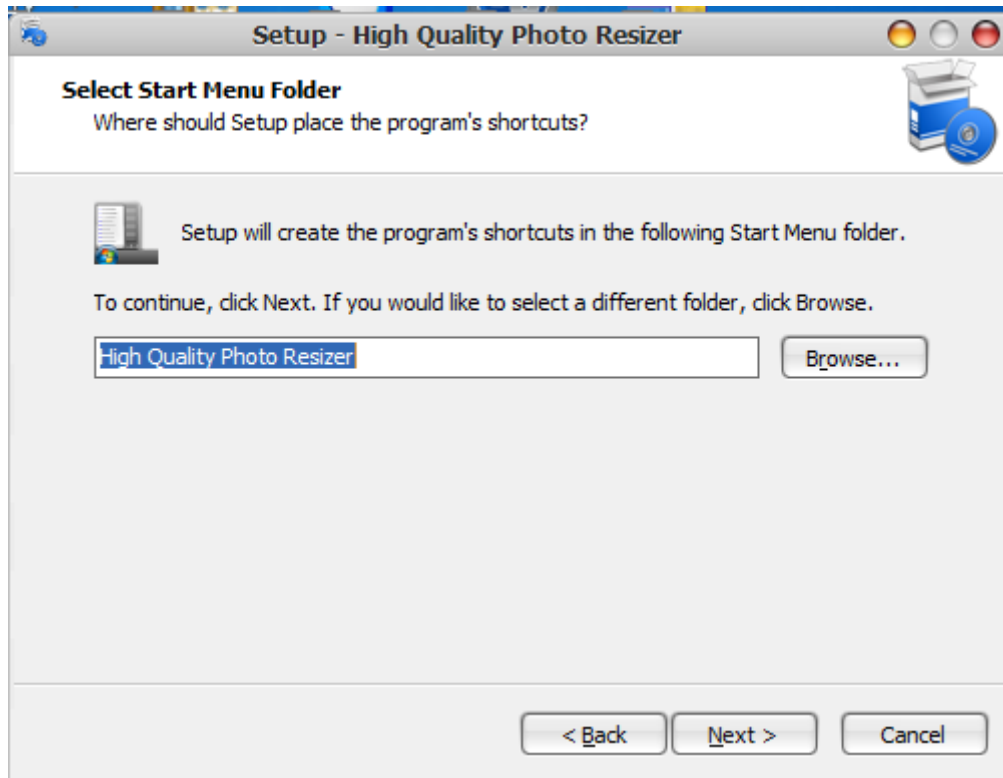 Setup - High Quality Photo Resizer
Select Start Menu Folder
Where should Setup place the program's shortcuts?
Setup will create the program's shortcuts in the following Start Menu folder.
To continue, click Next. If you would like to select a different folder, click Browse.
High Quality Photo Resizer
Browse...
< Back
Next >
Cancel